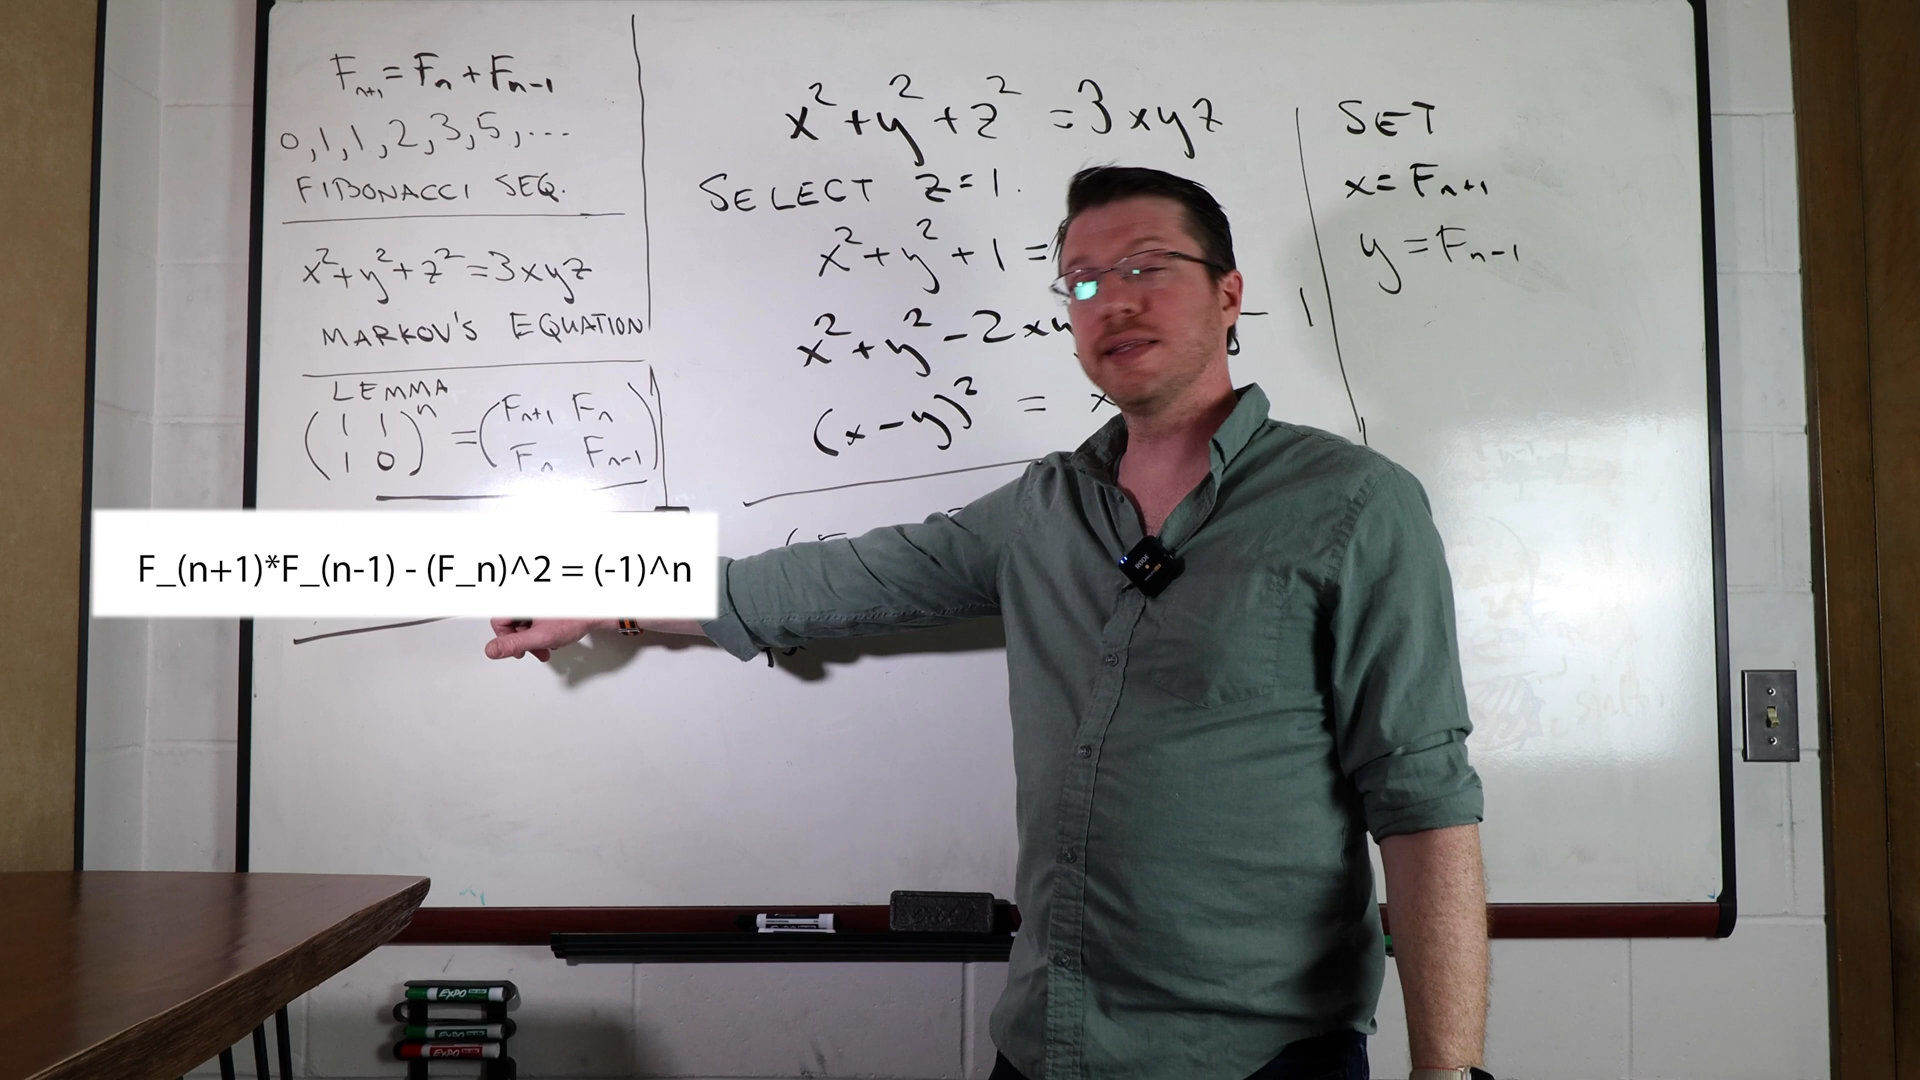 Fₙ₊₁ = Fₙ + Fₙ₋₁
0, 1, 1, 2, 3, 5, ...
FIBONACCI SEQ.
x² + y² + z² = 3xyz
MARKOV'S EQUATION
LEMMA
(1 1
1 0)ⁿ = (Fₙ₊₁ Fₙ
Fₙ Fₙ₋₁)
F_(n+1)*F_(n-1) - (F_n)^2 = (-1)^n
x² + y² + z² = 3xyz
SELECT z = 1.
x² + y² + 1 =
x² + y² - 2xy - 1
(x - y)² = x
SET
x = Fₙ₊₁
y = Fₙ₋₁
RODE
EXPO
EXPO
EXPO